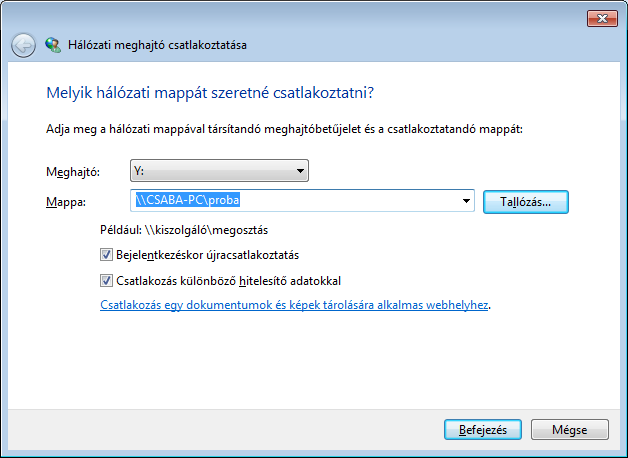 Hálózati meghajtó csatlakoztatása
Melyik hálózati mappát szeretné csatlakoztatni?
Adja meg a hálózati mappával társítandó meghajtóbetűjelet és a csatlakoztatandó mappát:
Meghajtó: Y:
Mappa: \\CSABA-PC\proba Tallózás...
Például: \\kiszolgáló\megosztás
Bejelentkezéskor újracsatlakoztatás
Csatlakozás különböző hitelesítő adatokkal
Csatlakozás egy dokumentumok és képek tárolására alkalmas webhelyhez.
Befejezés Mégse